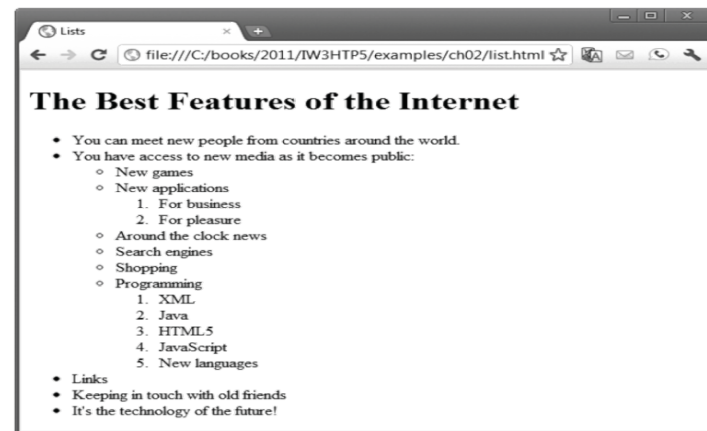 Lists
file:///C:/books/2011/IW3HTP5/examples/ch02/list.html
The Best Features of the Internet
• You can meet new people from countries around the world.
• You have access to new media as it becomes public:
◦ New games
◦ New applications
1. For business
2. For pleasure
◦ Around the clock news
◦ Search engines
◦ Shopping
◦ Programming
1. XML
2. Java
3. HTML5
4. JavaScript
5. New languages
• Links
• Keeping in touch with old friends
• It's the technology of the future!